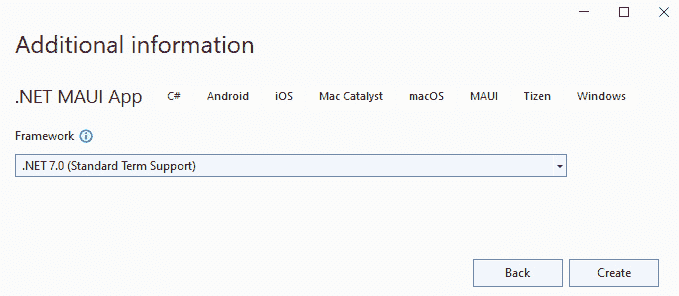 Additional information
.NET MAUI App C# Android iOS Mac Catalyst macOS MAUI Tizen Windows
Framework
.NET 7.0 (Standard Term Support)
Back Create